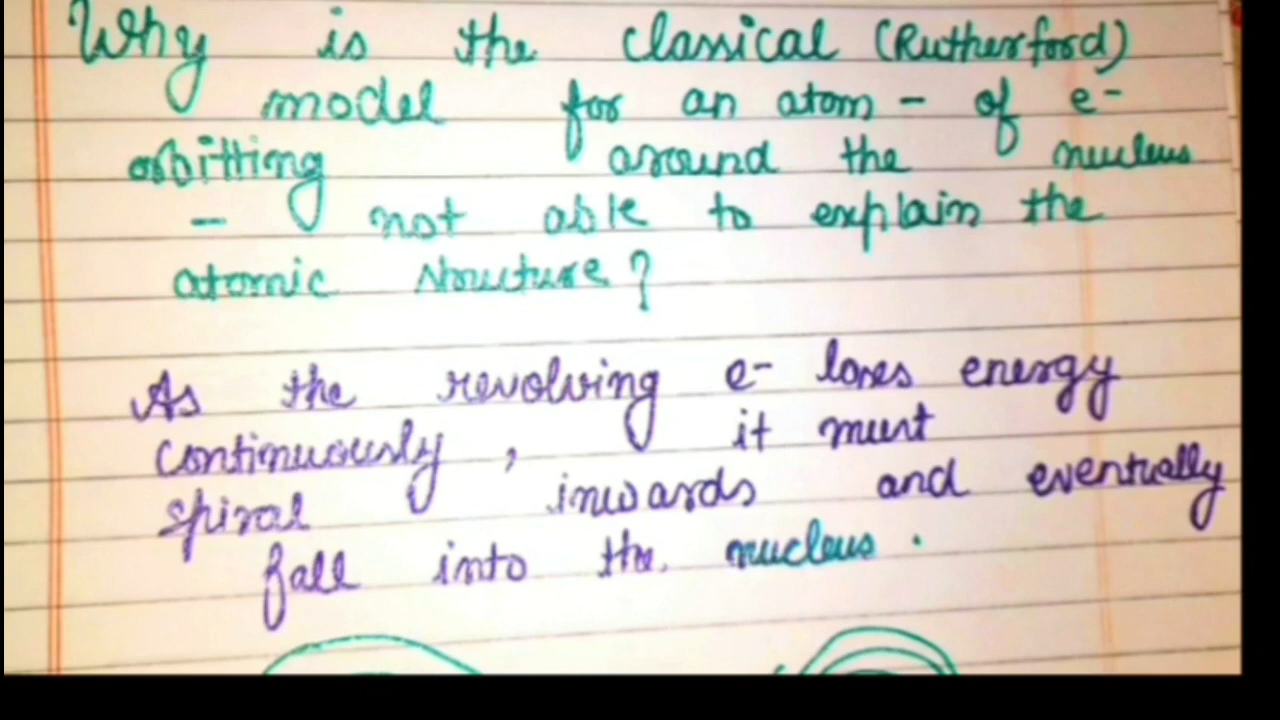 Why is the classical (Rutherford)
model for an atom - of e-
orbitting around the nucleus
- not able to explain the
atomic structure?
As the revolving e- loses energy
continuously, it must
spiral inwards and eventually
fall into the nucleus.